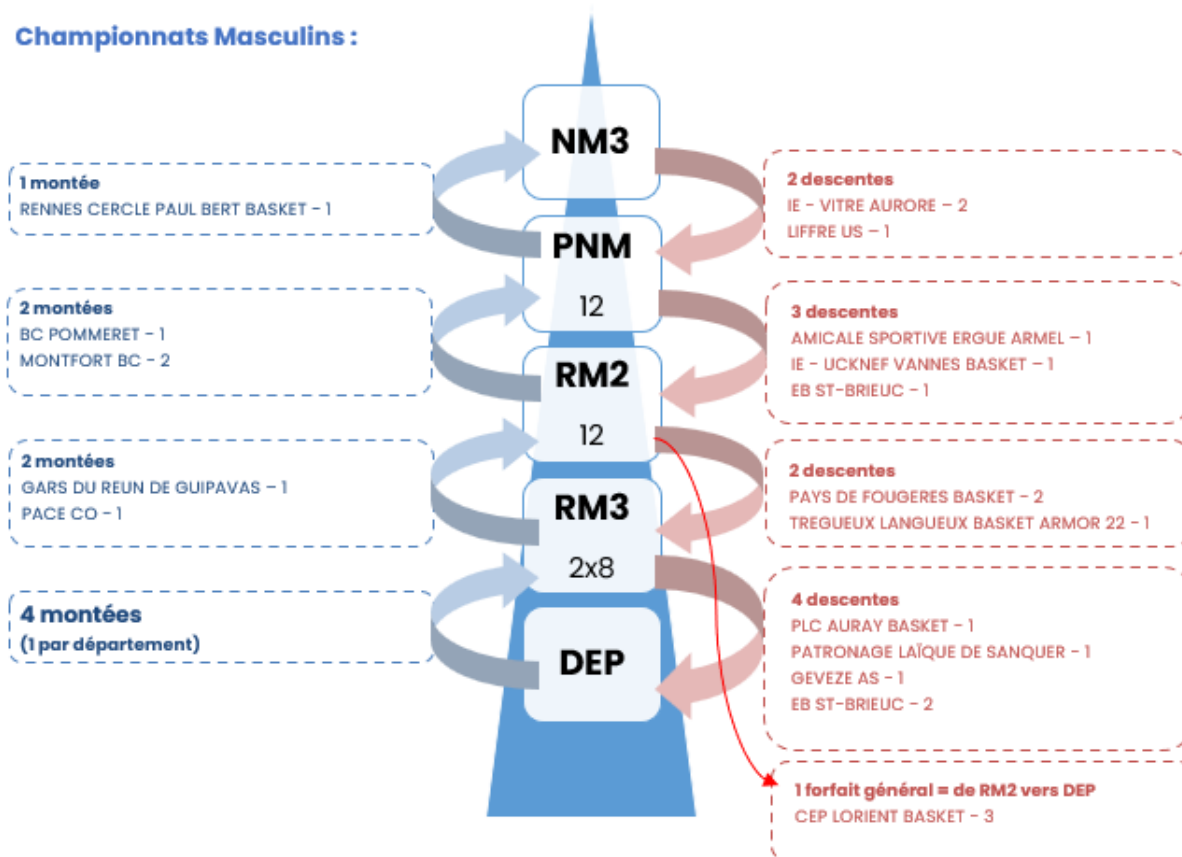 Championnats Masculins :
NM3
1 montée
RENNES CERCLE PAUL BERT BASKET - 1
2 descentes
IE - VITRE AURORE – 2
LIFFRE US – 1
PNM
12
2 montées
BC POMMERET - 1
MONTFORT BC - 2
3 descentes
AMICALE SPORTIVE ERGUE ARMEL – 1
IE - UCKNEF VANNES BASKET – 1
EB ST-BRIEUC - 1
RM2
12
2 montées
GARS DU REUN DE GUIPAVAS – 1
PACE CO - 1
2 descentes
PAYS DE FOUGERES BASKET - 2
TREGUEUX LANGUEUX BASKET ARMOR 22 - 1
RM3
2x8
4 montées
(1 par département)
4 descentes
PLC AURAY BASKET - 1
PATRONAGE LAÏQUE DE SANQUER - 1
GEVEZE AS - 1
EB ST-BRIEUC - 2
DEP
1 forfait général = de RM2 vers DEP
CEP LORIENT BASKET - 3